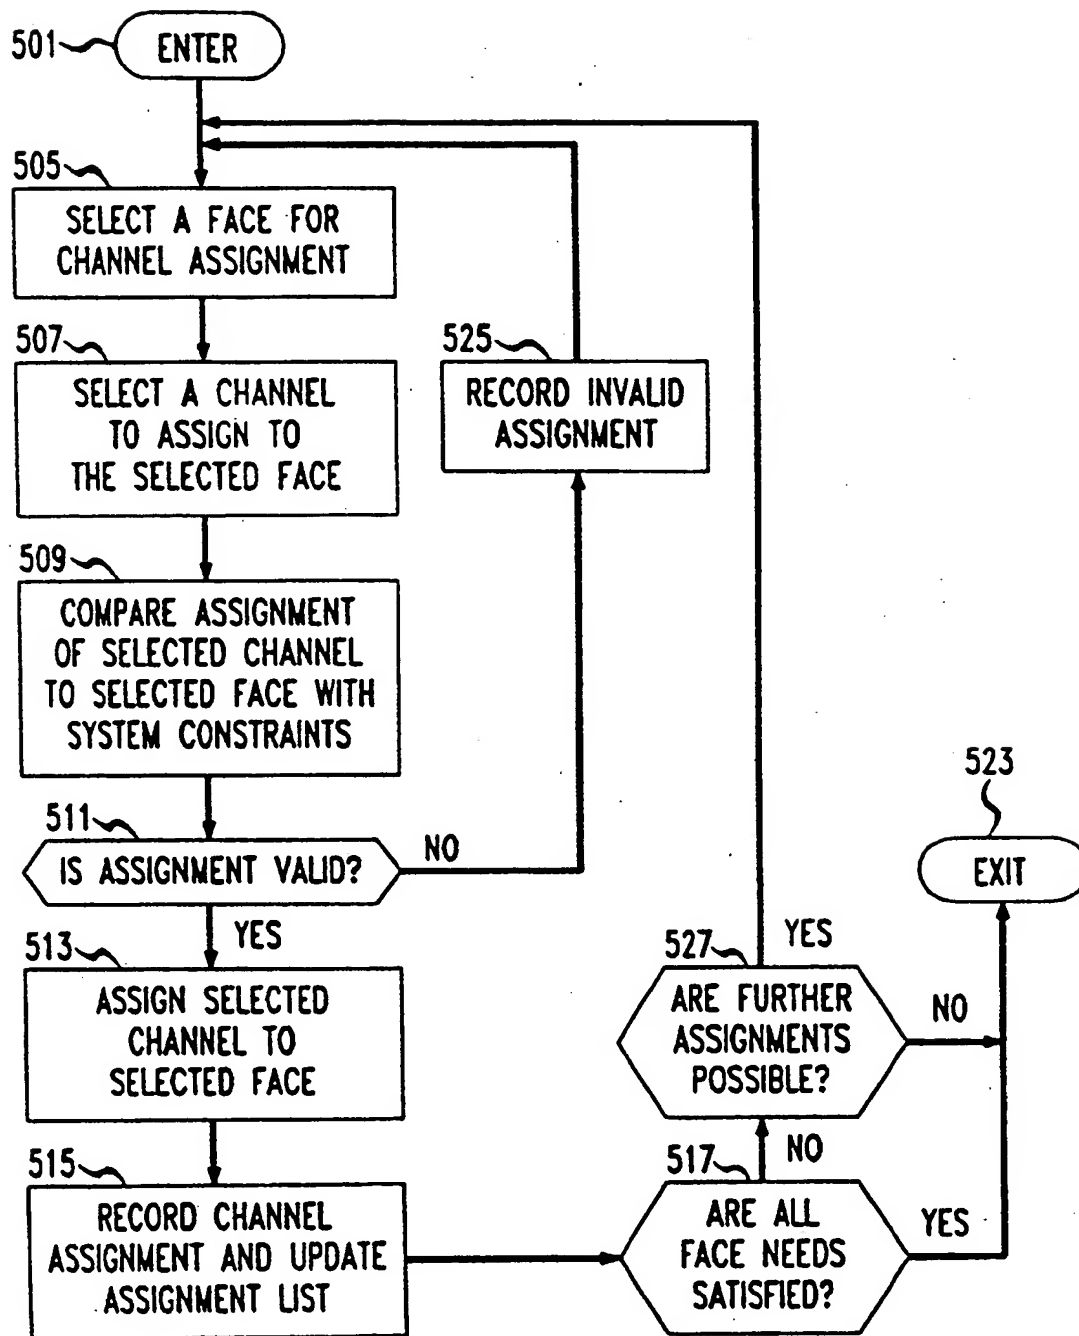 501
ENTER
505
SELECT A FACE FOR
CHANNEL ASSIGNMENT
507
SELECT A CHANNEL
TO ASSIGN TO
THE SELECTED FACE
525
RECORD INVALID
ASSIGNMENT
509
COMPARE ASSIGNMENT
OF SELECTED CHANNEL
TO SELECTED FACE WITH
SYSTEM CONSTRAINTS
511
IS ASSIGNMENT VALID?
NO
YES
513
ASSIGN SELECTED
CHANNEL TO
SELECTED FACE
515
RECORD CHANNEL
ASSIGNMENT AND UPDATE
ASSIGNMENT LIST
517
ARE ALL
FACE NEEDS
SATISFIED?
YES
NO
527
ARE FURTHER
ASSIGNMENTS
POSSIBLE?
YES
NO
523
EXIT